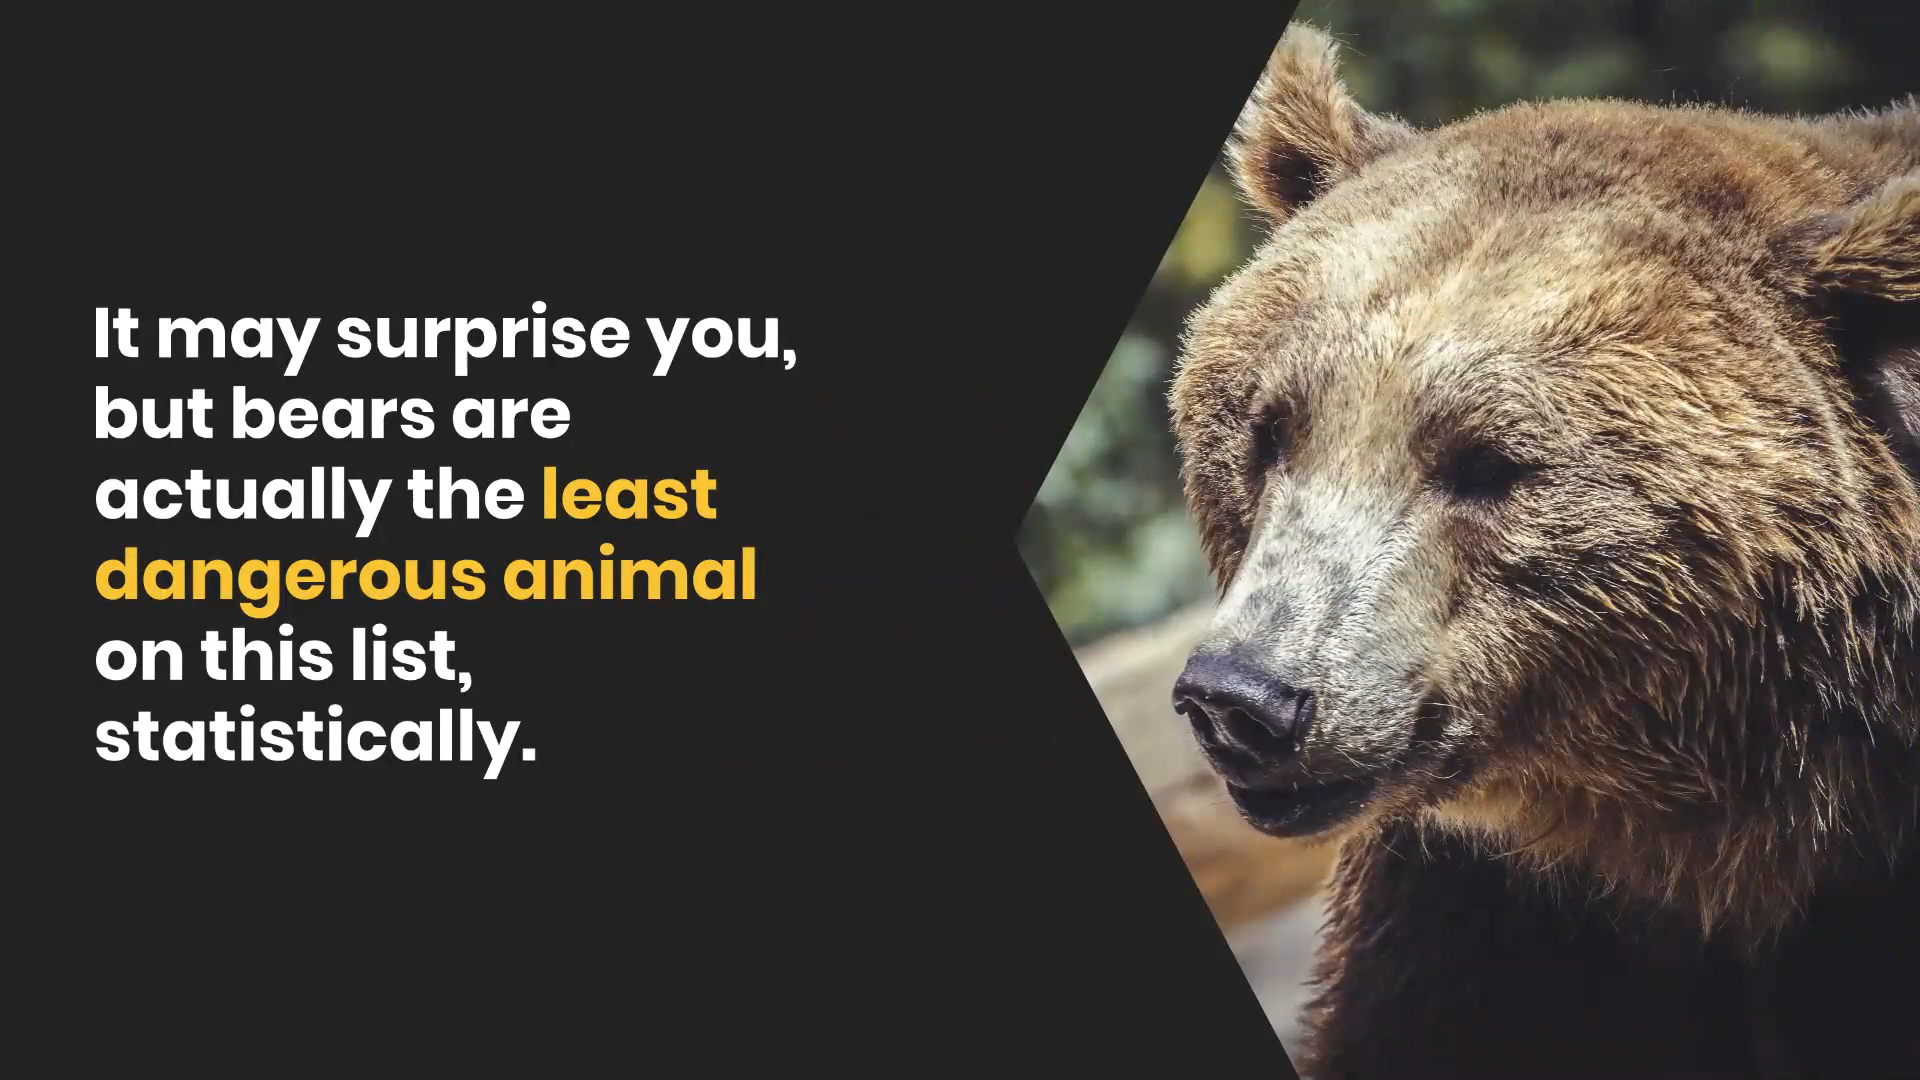 It may surprise you,
but bears are
actually the least
dangerous animal
on this list,
statistically.